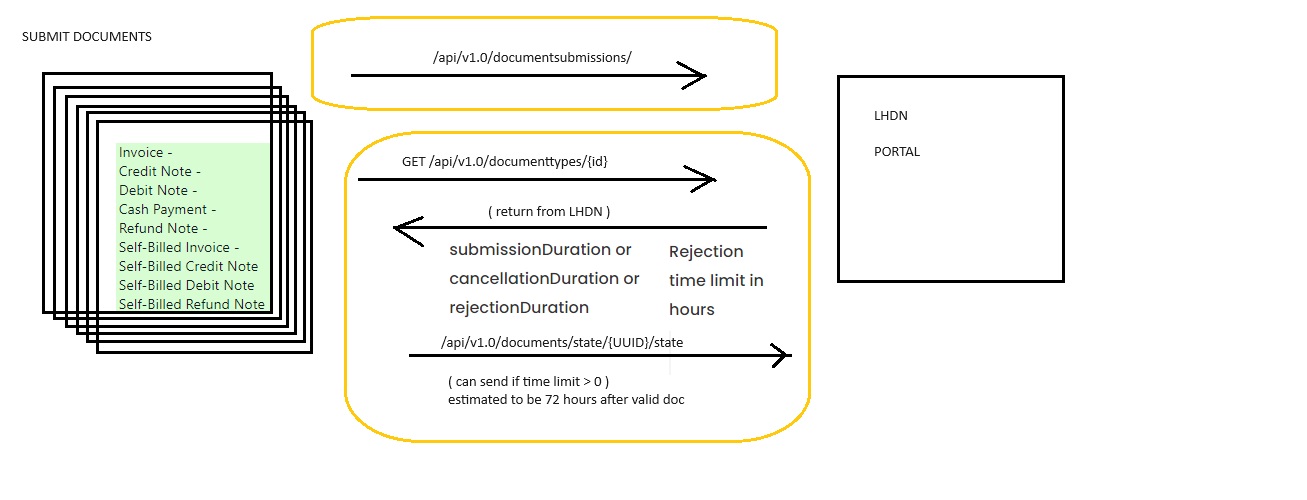 SUBMIT DOCUMENTS
/api/v1.0/documentsubmissions/
LHDN
PORTAL
Invoice -
Credit Note -
Debit Note -
Cash Payment -
Refund Note -
Self-Billed Invoice -
Self-Billed Credit Note
Self-Billed Debit Note
Self-Billed Refund Note
GET /api/v1.0/documenttypes/{id}
( return from LHDN )
submissionDuration or
cancellationDuration or
rejectionDuration
Rejection
time limit in
hours
/api/v1.0/documents/state/{UUID}/state
( can send if time limit > 0 )
estimated to be 72 hours after valid doc